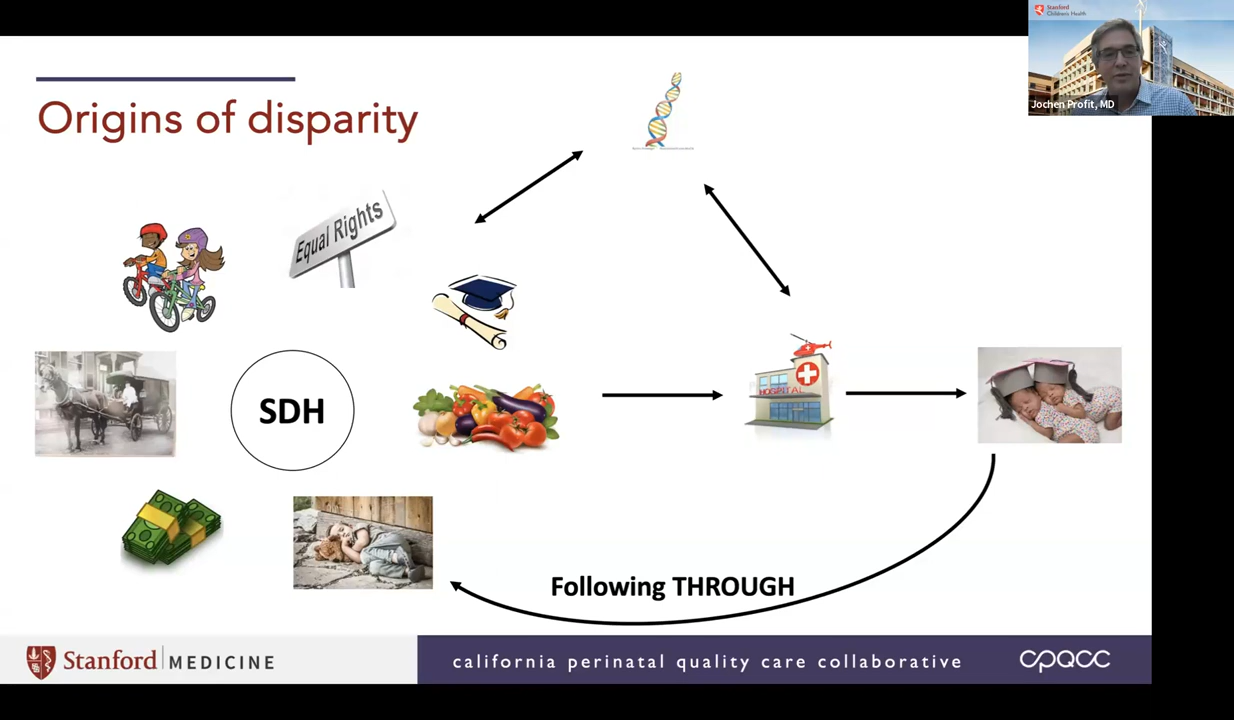 Stanford
Children's Health
Jochen Profit, MD
Origins of disparity
Equal Rights
HOSPITAL
SDH
Following THROUGH
Stanford MEDICINE
california perinatal quality care collaborative
cpqcc